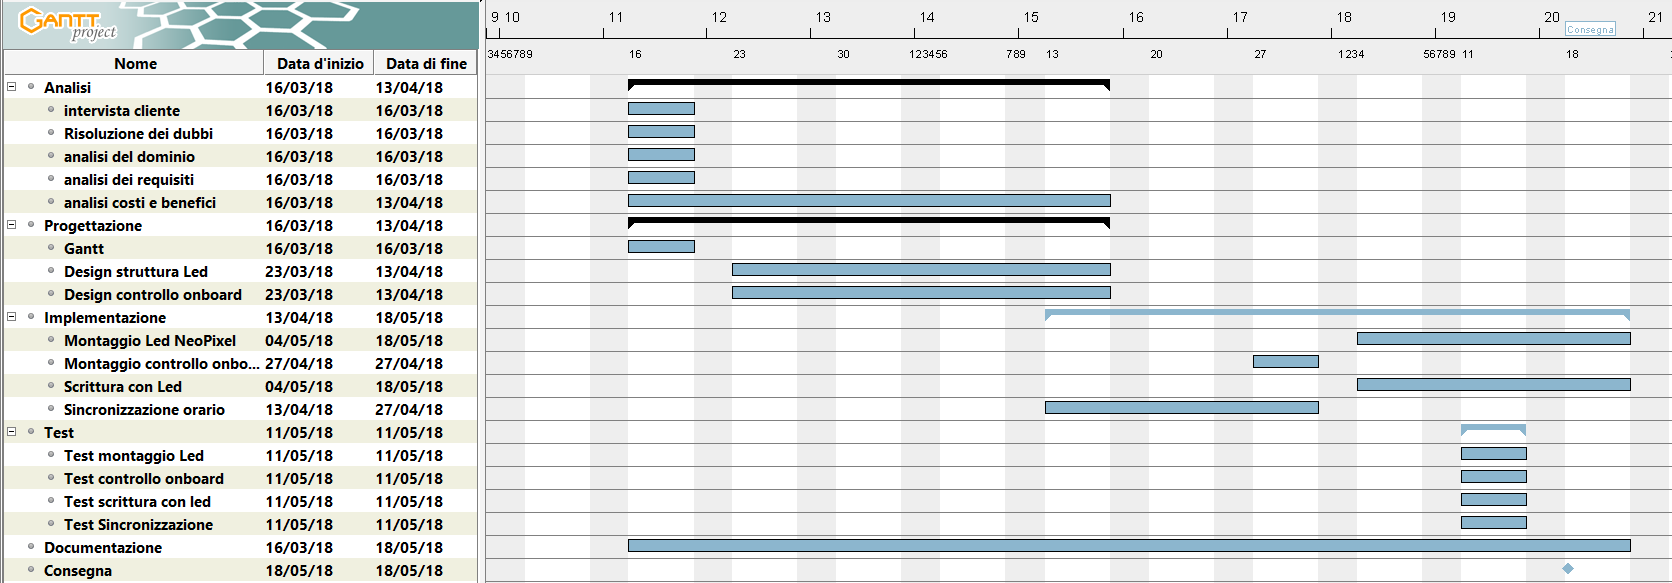 GANTT
project
9 10 11 12 13 14 15 16 17 18 19 20 21
Consegna
3456789 16 23 30 123456 789 13 20 27 1234 56789 11 18
Nome Data d'inizio Data di fine
Analisi 16/03/18 13/04/18
intervista cliente 16/03/18 16/03/18
Risoluzione dei dubbi 16/03/18 16/03/18
analisi del dominio 16/03/18 16/03/18
analisi dei requisiti 16/03/18 16/03/18
analisi costi e benefici 16/03/18 13/04/18
Progettazione 16/03/18 13/04/18
Gantt 16/03/18 16/03/18
Design struttura Led 23/03/18 13/04/18
Design controllo onboard 23/03/18 13/04/18
Implementazione 13/04/18 18/05/18
Montaggio Led NeoPixel 04/05/18 18/05/18
Montaggio controllo onbo... 27/04/18 27/04/18
Scrittura con Led 04/05/18 18/05/18
Sincronizzazione orario 13/04/18 27/04/18
Test 11/05/18 11/05/18
Test montaggio Led 11/05/18 11/05/18
Test controllo onboard 11/05/18 11/05/18
Test scrittura con led 11/05/18 11/05/18
Test Sincronizzazione 11/05/18 11/05/18
Documentazione 16/03/18 18/05/18
Consegna 18/05/18 18/05/18